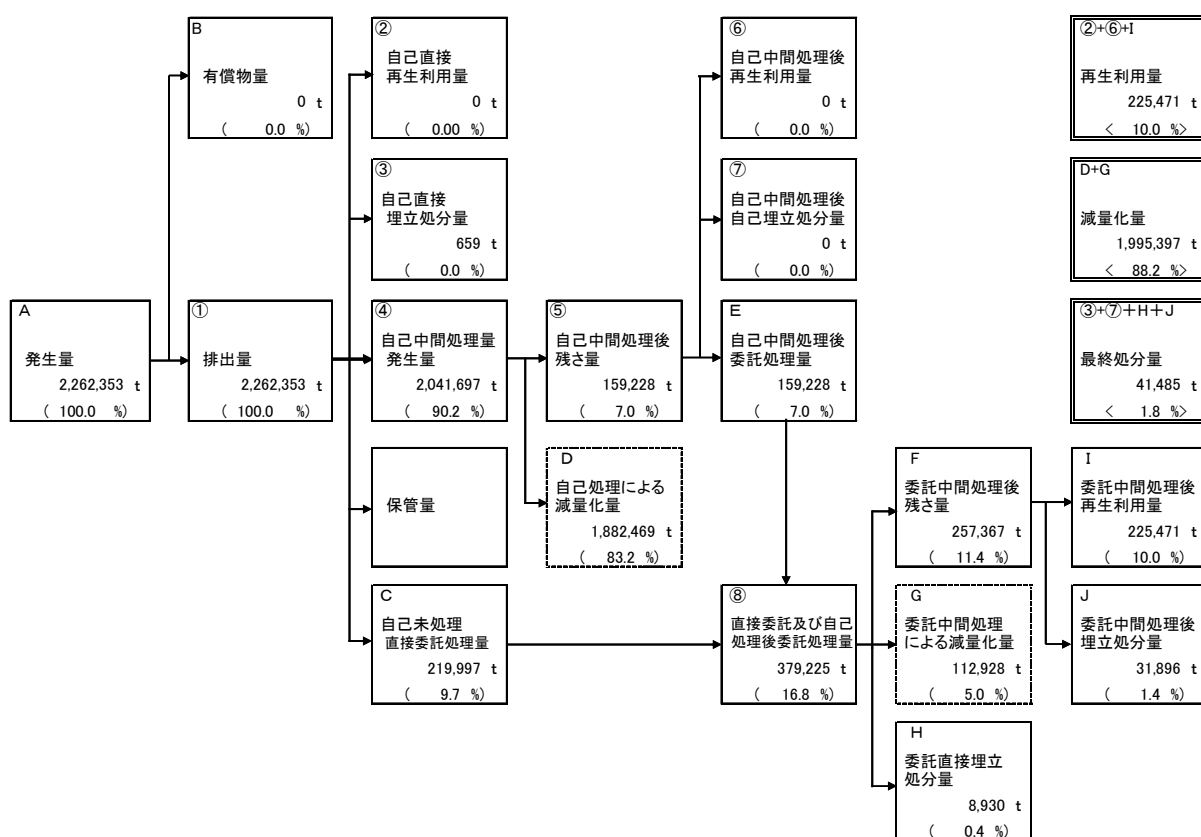 B
有償物量
0 t
( 0.0 %)
②
自己直接
再生利用量
0 t
( 0.00 %)
⑥
自己中間処理後
再生利用量
0 t
( 0.0 %)
②+⑥+I
再生利用量
225,471 t
< 10.0 %>
③
自己直接
埋立処分量
659 t
( 0.0 %)
⑦
自己中間処理後
自己埋立処分量
0 t
( 0.0 %)
D+G
減量化量
1,995,397 t
< 88.2 %>
A
発生量
2,262,353 t
( 100.0 %)
①
排出量
2,262,353 t
( 100.0 %)
④
自己中間処理量
発生量
2,041,697 t
( 90.2 %)
⑤
自己中間処理後
残さ量
159,228 t
( 7.0 %)
E
自己中間処理後
委託処理量
159,228 t
( 7.0 %)
③+⑦+H+J
最終処分量
41,485 t
< 1.8 %>
保管量
D
自己処理による
減量化量
1,882,469 t
( 83.2 %)
F
委託中間処理後
残さ量
257,367 t
( 11.4 %)
I
委託中間処理後
再生利用量
225,471 t
( 10.0 %)
C
自己未処理
直接委託処理量
219,997 t
( 9.7 %)
⑧
直接委託及び自己
処理後委託処理量
379,225 t
( 16.8 %)
G
委託中間処理
による減量化量
112,928 t
( 5.0 %)
J
委託中間処理後
埋立処分量
31,896 t
( 1.4 %)
H
委託直接埋立
処分量
8,930 t
( 0.4 %)